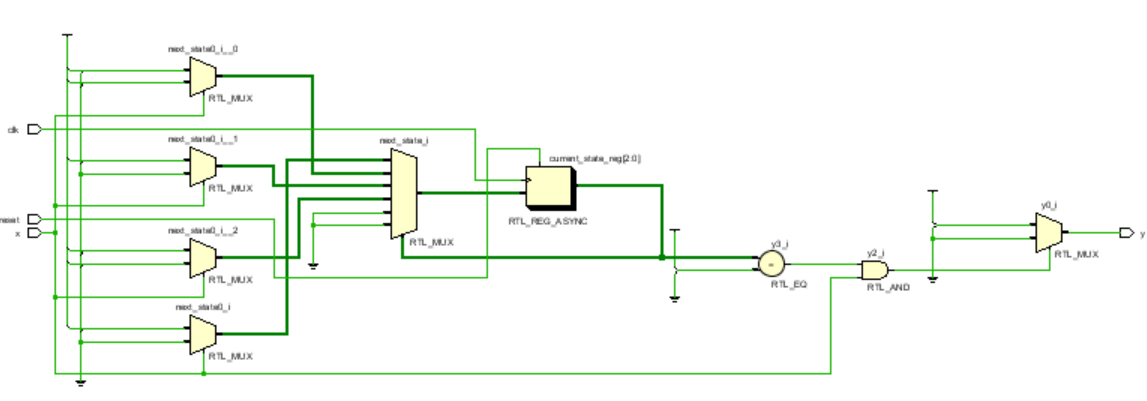 next_state0_i__0
RTL_MUX
clk
next_state0_i__1
next_state_i
current_state_reg[2:0]
RTL_MUX
reset
x
RTL_REG_ASYNC
y0_i
y
next_state0_i__2
RTL_MUX
y3_i
y2_i
RTL_MUX
RTL_MUX
RTL_EQ
RTL_AND
next_state0_i
RTL_MUX